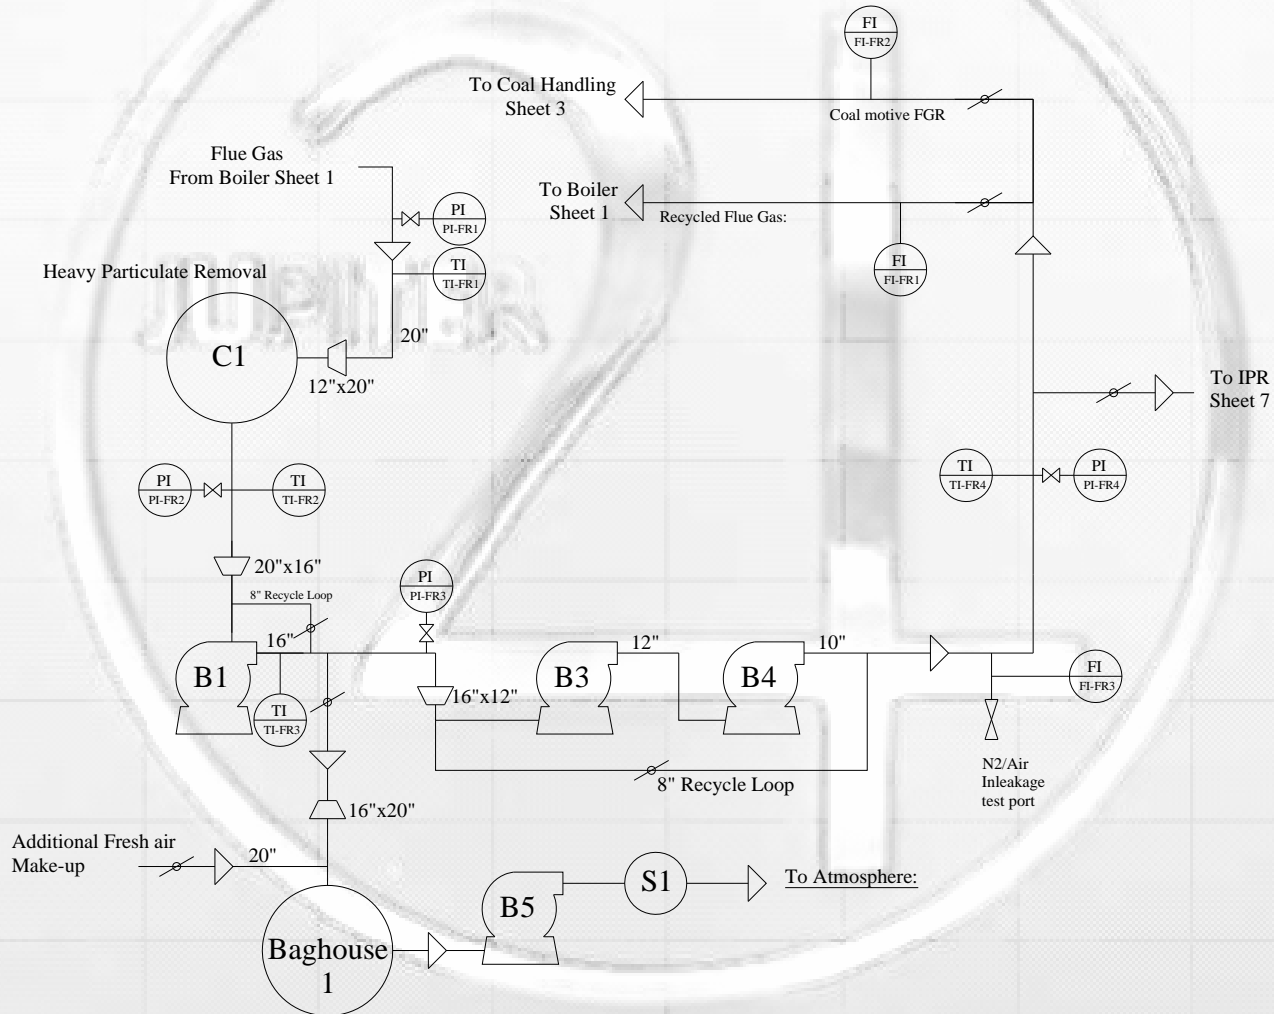 FI
FI-FR2
To Coal Handling
Sheet 3
Coal motive FGR
Flue Gas
From Boiler Sheet 1
To Boiler
Sheet 1
Recycled Flue Gas:
PI
PI-FR1
TI
TI-FR1
FI
FI-FR1
Heavy Particulate Removal
JUPITER
C1
20"
12"x20"
To IPR
Sheet 7
PI
PI-FR2
TI
TI-FR2
TI
TI-FR4
PI
PI-FR4
20"x16"
PI
PI-FR3
8" Recycle Loop
16"
12"
10"
B1
B3
B4
16"x12"
TI
TI-FR3
FI
FI-FR3
8" Recycle Loop
N2/Air
Inleakage
test port
16"x20"
Additional Fresh air
Make-up
20"
B5
S1
To Atmosphere:
Baghouse
1